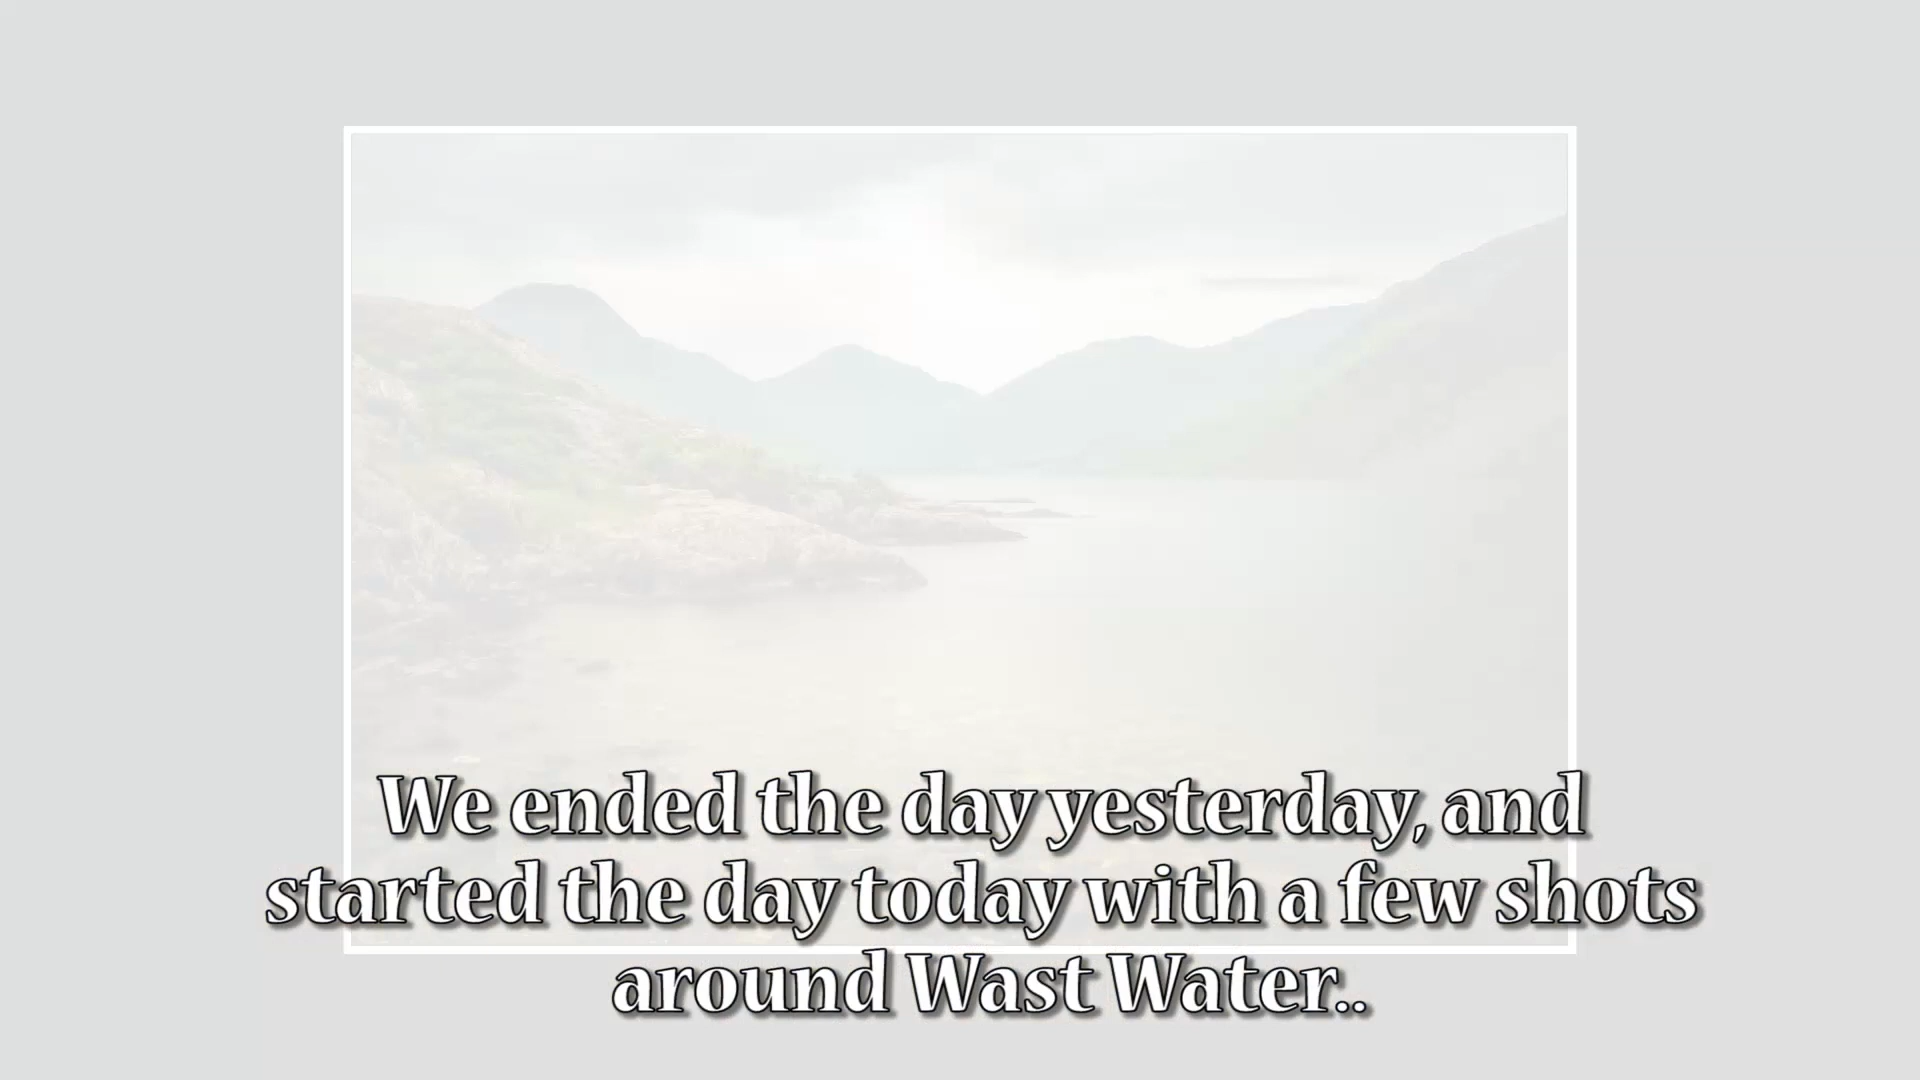 We ended the day yesterday, and
started the day today with a few shots
around Wast Water..